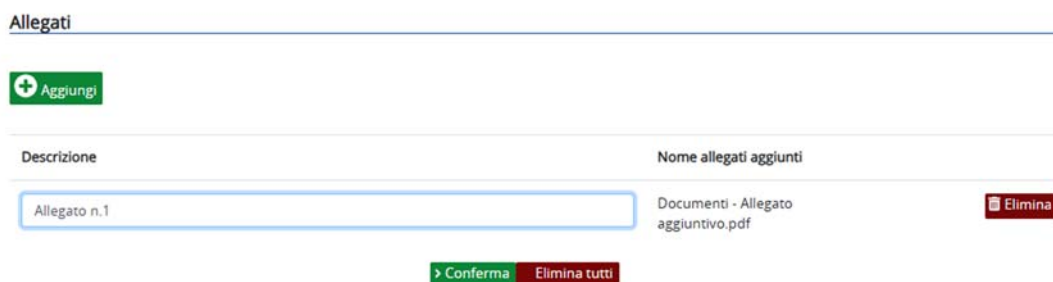 Allegati
Aggiungi
Descrizione Nome allegati aggiunti
Allegato n.1 Documenti - Allegato aggiuntivo.pdf Elimina
Conferma Elimina tutti